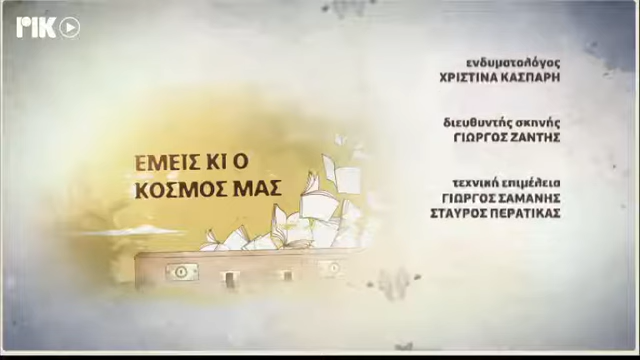 ΡΙΚ
ΕΜΕΙΣ ΚΙ Ο
ΚΟΣΜΟΣ ΜΑΣ
ενδυματολόγος
ΧΡΙΣΤΙΝΑ ΚΑΣΠΑΡΗ
διευθυντής σκηνής
ΓΙΩΡΓΟΣ ΖΑΝΤΗΣ
τεχνική επιμέλεια
ΓΙΩΡΓΟΣ ΣΑΜΑΝΗΣ
ΣΤΑΥΡΟΣ ΠΕΡΑΤΙΚΑΣ